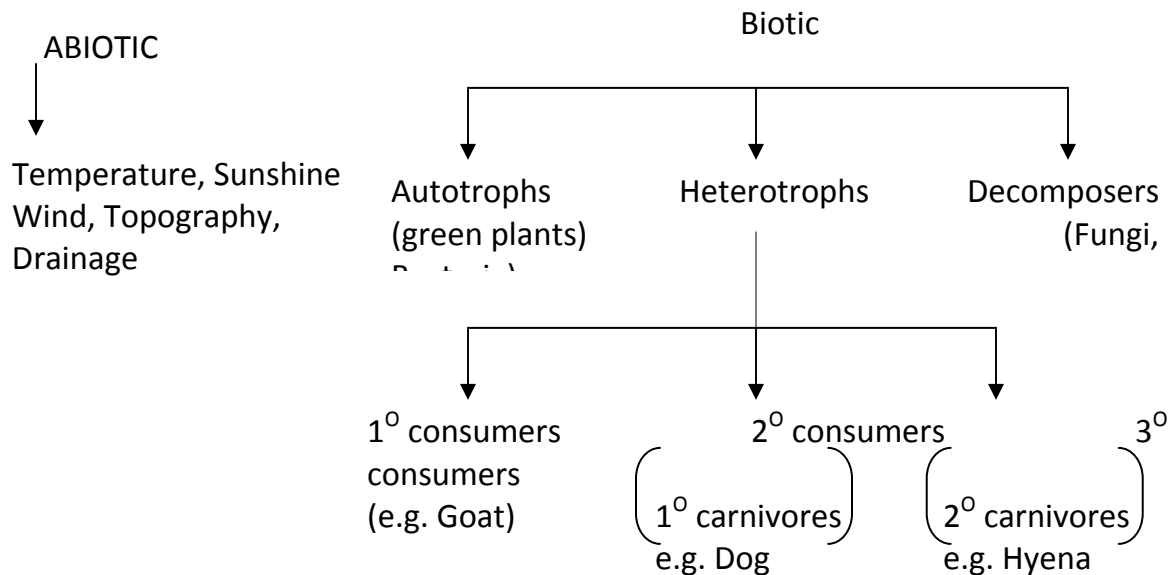 Biotic
ABIOTIC
Temperature, Sunshine
Wind, Topography,
Drainage
Autotrophs Heterotrophs Decomposers
(green plants) (Fungi,
1º consumers 2º consumers 3º
consumers
(e.g. Goat) 1º carnivores 2º carnivores
e.g. Dog e.g. Hyena